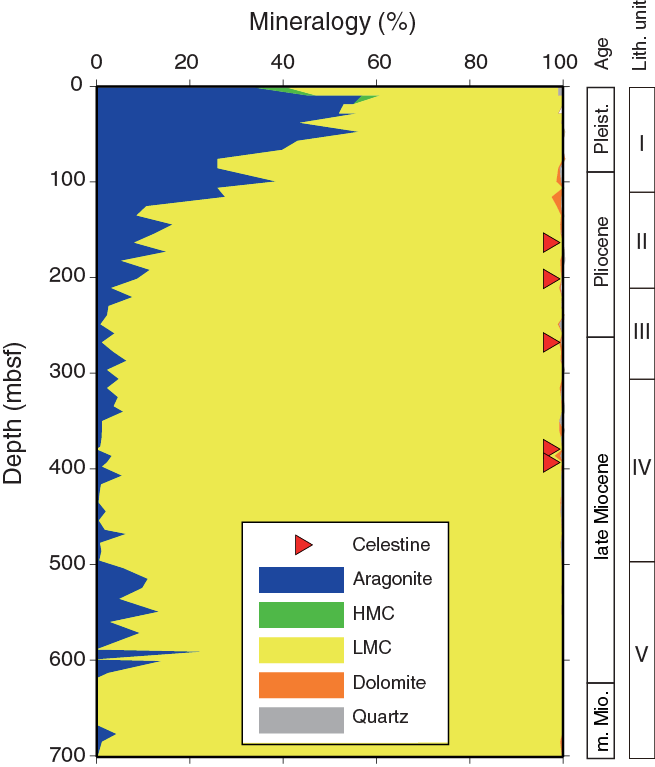 Mineralogy (%)
0 20 40 60 80 100
Age
Lith. unit
Depth (mbsf)
0
100
200
300
400
500
600
700
Pleist.
Pliocene
late Miocene
m. Mio.
I
II
III
IV
V
Celestine
Aragonite
HMC
LMC
Dolomite
Quartz